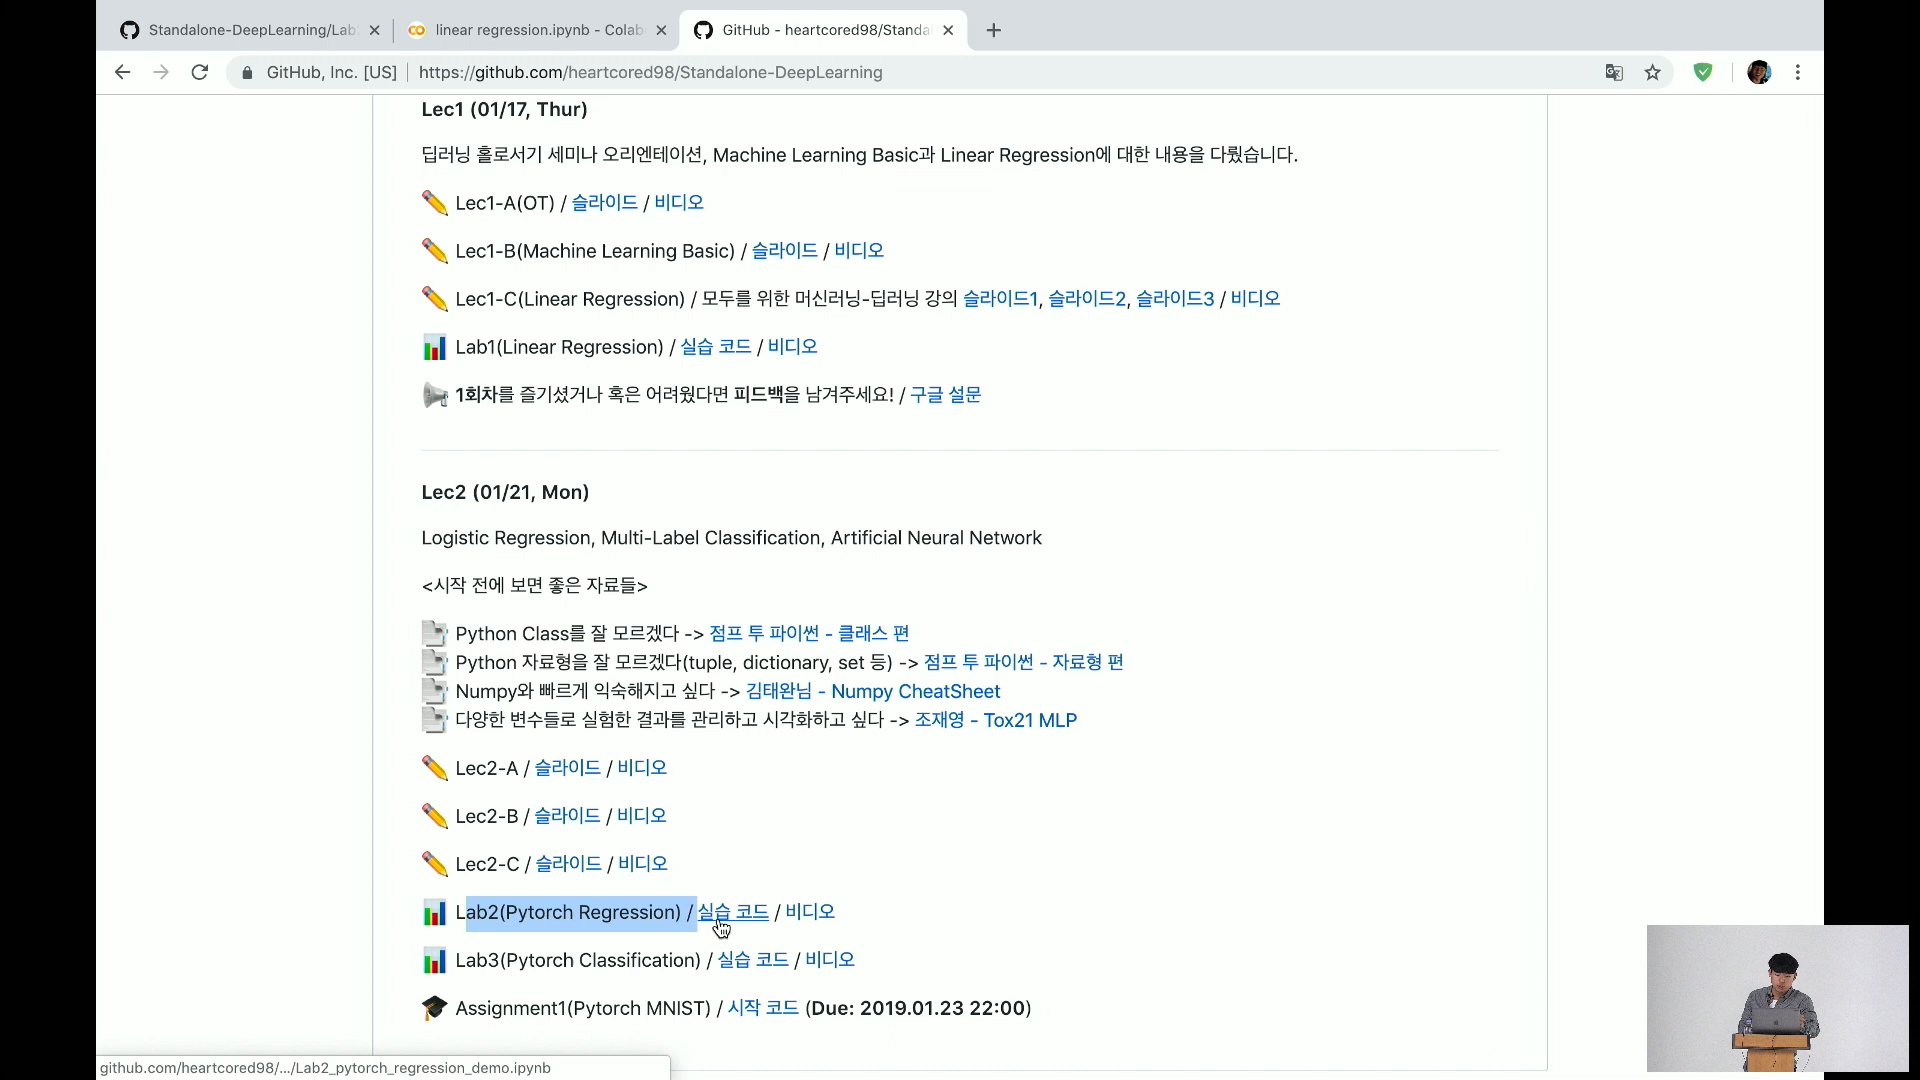 Standalone-DeepLearning/Lab
linear regression.ipynb - Colab
GitHub - heartcored98/Standa
GitHub, Inc. [US]
https://github.com/heartcored98/Standalone-DeepLearning
Lec1 (01/17, Thur)
딥러닝 홀로서기 세미나 오리엔테이션, Machine Learning Basic과 Linear Regression에 대한 내용을 다뤘습니다.
Lec1-A(OT) / 슬라이드 / 비디오
Lec1-B(Machine Learning Basic) / 슬라이드 / 비디오
Lec1-C(Linear Regression) / 모두를 위한 머신러닝-딥러닝 강의 슬라이드1, 슬라이드2, 슬라이드3 / 비디오
Lab1(Linear Regression) / 실습 코드 / 비디오
1회차를 즐기셨거나 혹은 어려웠다면 피드백을 남겨주세요! / 구글 설문
Lec2 (01/21, Mon)
Logistic Regression, Multi-Label Classification, Artificial Neural Network
<시작 전에 보면 좋은 자료들>
Python Class를 잘 모르겠다 -> 점프 투 파이썬 - 클래스 편
Python 자료형을 잘 모르겠다(tuple, dictionary, set 등) -> 점프 투 파이썬 - 자료형 편
Numpy와 빠르게 익숙해지고 싶다 -> 김태완님 - Numpy CheatSheet
다양한 변수들로 실험한 결과를 관리하고 시각화하고 싶다 -> 조재영 - Tox21 MLP
Lec2-A / 슬라이드 / 비디오
Lec2-B / 슬라이드 / 비디오
Lec2-C / 슬라이드 / 비디오
Lab2(Pytorch Regression) / 실습 코드 / 비디오
Lab3(Pytorch Classification) / 실습 코드 / 비디오
Assignment1(Pytorch MNIST) / 시작 코드 (Due: 2019.01.23 22:00)
github.com/heartcored98/.../Lab2_pytorch_regression_demo.ipynb